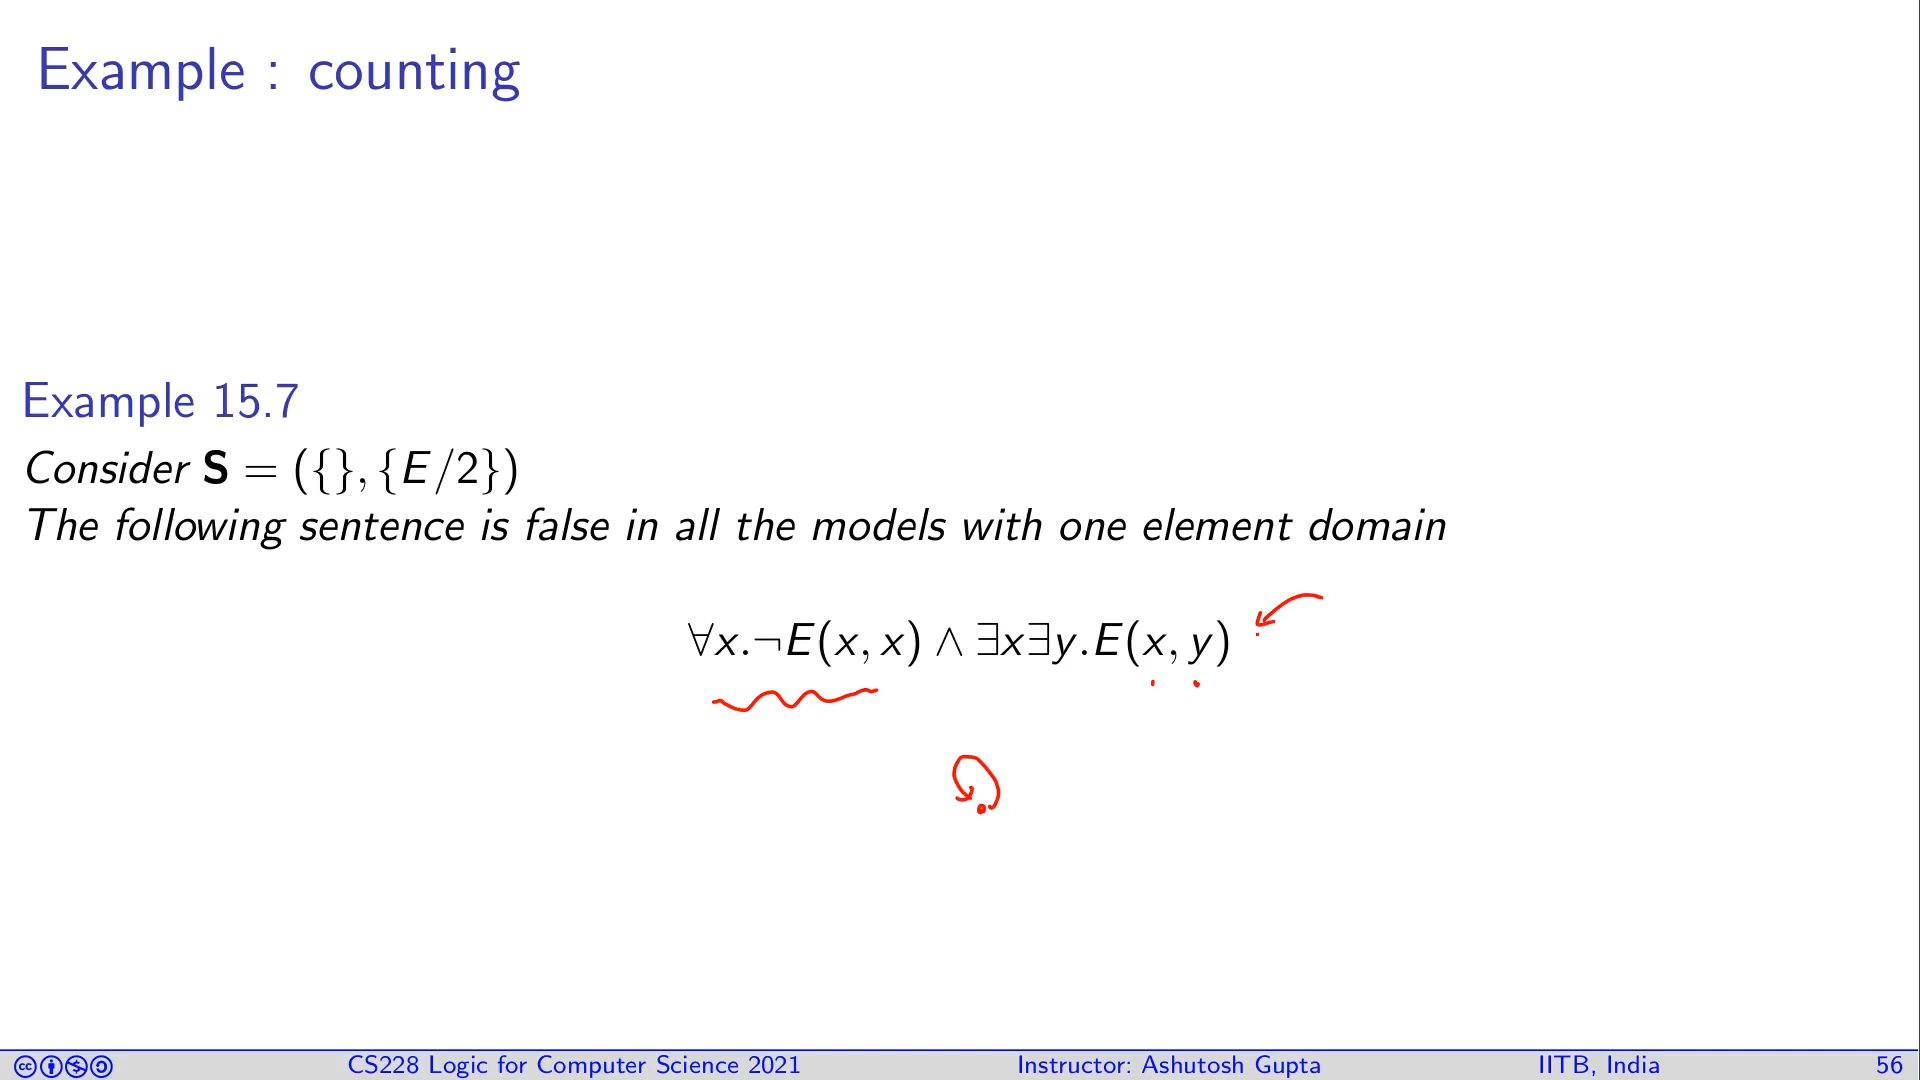 Example : counting
Example 15.7
Consider S = ({}, {E/2})
The following sentence is false in all the models with one element domain
∀x.¬E(x, x) ∧ ∃x∃y.E(x, y)
CS228 Logic for Computer Science 2021 Instructor: Ashutosh Gupta IITB, India 56